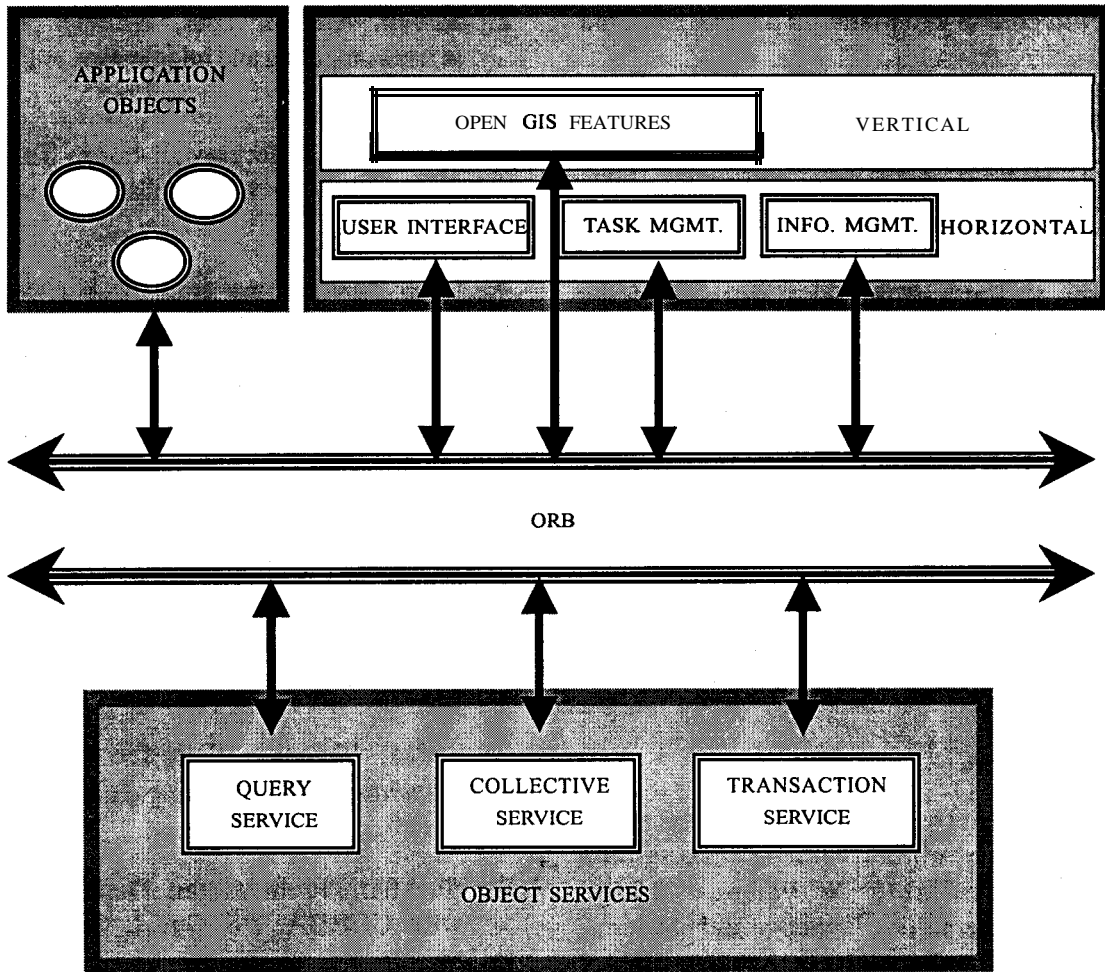 APPLICATION
OBJECTS
OPEN GIS FEATURES
VERTICAL
USER INTERFACE
TASK MGMT.
INFO. MGMT.
HORIZONTAL
ORB
QUERY
SERVICE
COLLECTIVE
SERVICE
TRANSACTION
SERVICE
OBJECT SERVICES